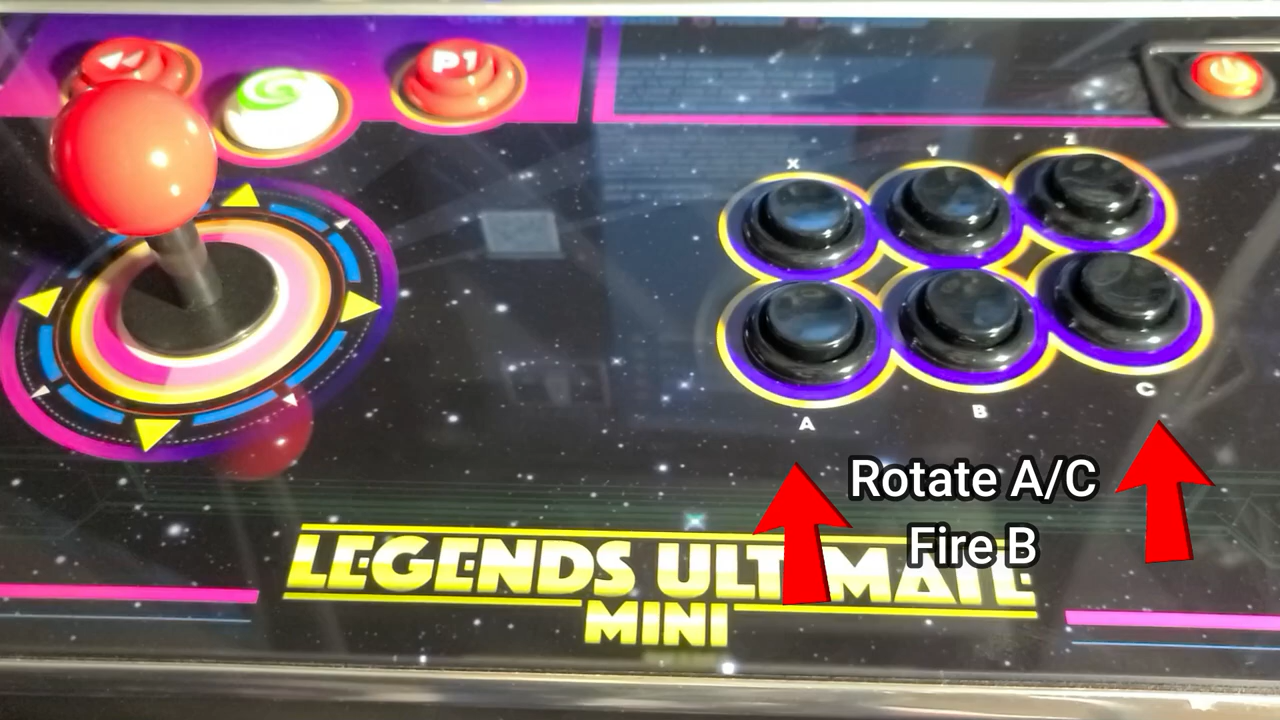 P1
X
Y
Z
A
B
C
Rotate A/C
Fire B
LEGENDS ULTIMATE
MINI